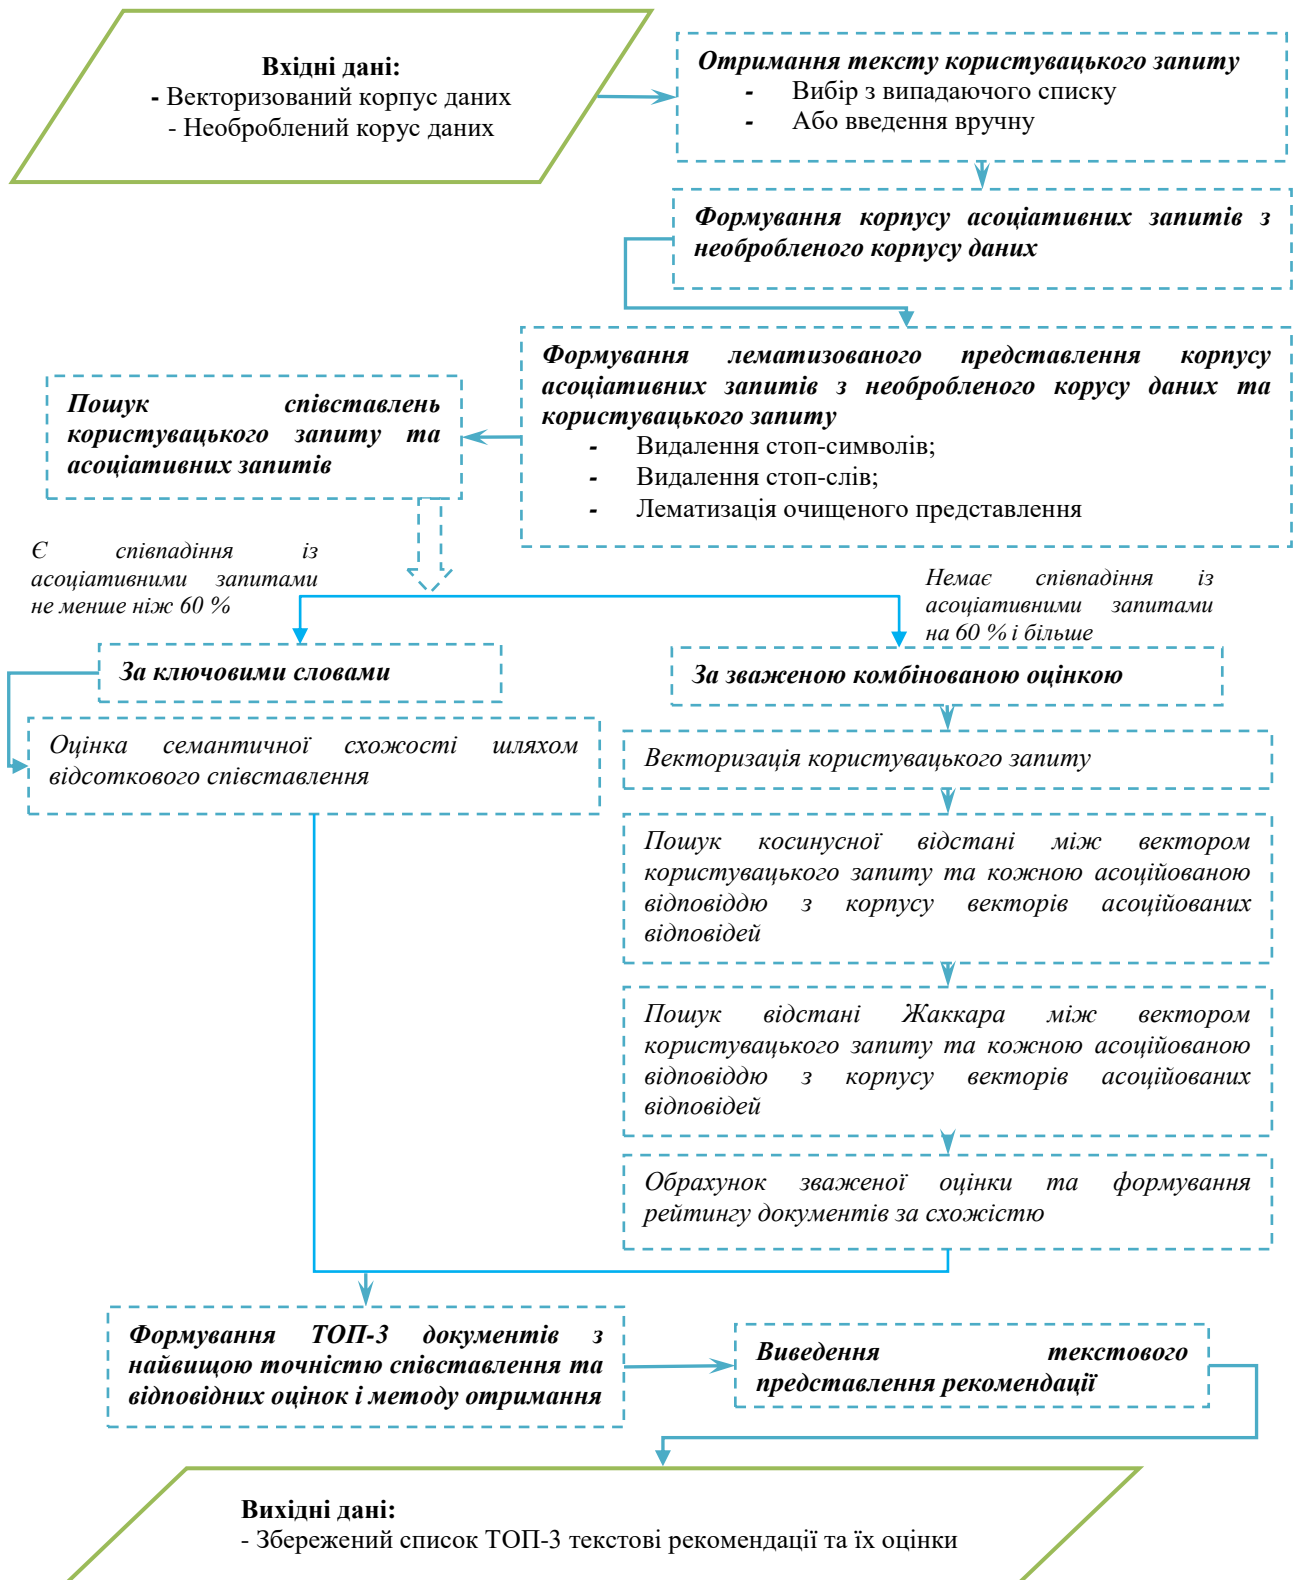 Вхідні дані:
- Векторизований корпус даних
- Необроблений корус даних
Отримання тексту користувацького запиту
- Вибір з випадаючого списку
- Або введення вручну
Формування корпусу асоціативних запитів з
необробленого корпусу даних
Формування лематизованого представлення корпусу
асоціативних запитів з необробленого корусу даних та
користувацького запиту
- Видалення стоп-символів;
- Видалення стоп-слів;
- Лематизація очищеного представлення
Пошук співставлень
користувацького запиту та
асоціативних запитів
Є співпадіння із
асоціативними запитами
не менше ніж 60 %
Немає співпадіння із
асоціативними запитами
на 60 % і більше
За ключовими словами
Оцінка семантичної схожості шляхом
відсоткового співставлення
За зваженою комбінованою оцінкою
Векторизація користувацького запиту
Пошук косинусної відстані між вектором
користувацького запиту та кожною асоційованою
відповіддю з корпусу векторів асоційованих
відповідей
Пошук відстані Жаккара між вектором
користувацького запиту та кожною асоційованою
відповіддю з корпусу векторів асоційованих
відповідей
Обрахунок зваженої оцінки та формування
рейтингу документів за схожістю
Формування ТОП-3 документів з
найвищою точністю співставлення та
відповідних оцінок і методу отримання
Виведення текстового
представлення рекомендації
Вихідні дані:
- Збережений список ТОП-3 текстові рекомендації та їх оцінки